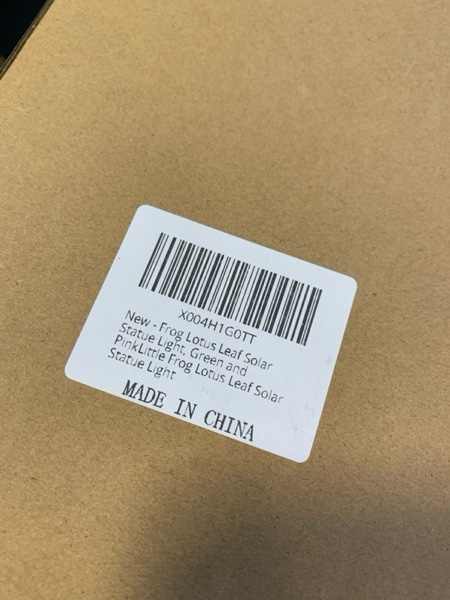 X004H1G0TT
New - Frog Lotus Leaf Solar
Statue Light, Green and
PinkLittle Frog Lotus Leaf Solar
Statue Light
MADE IN CHINA